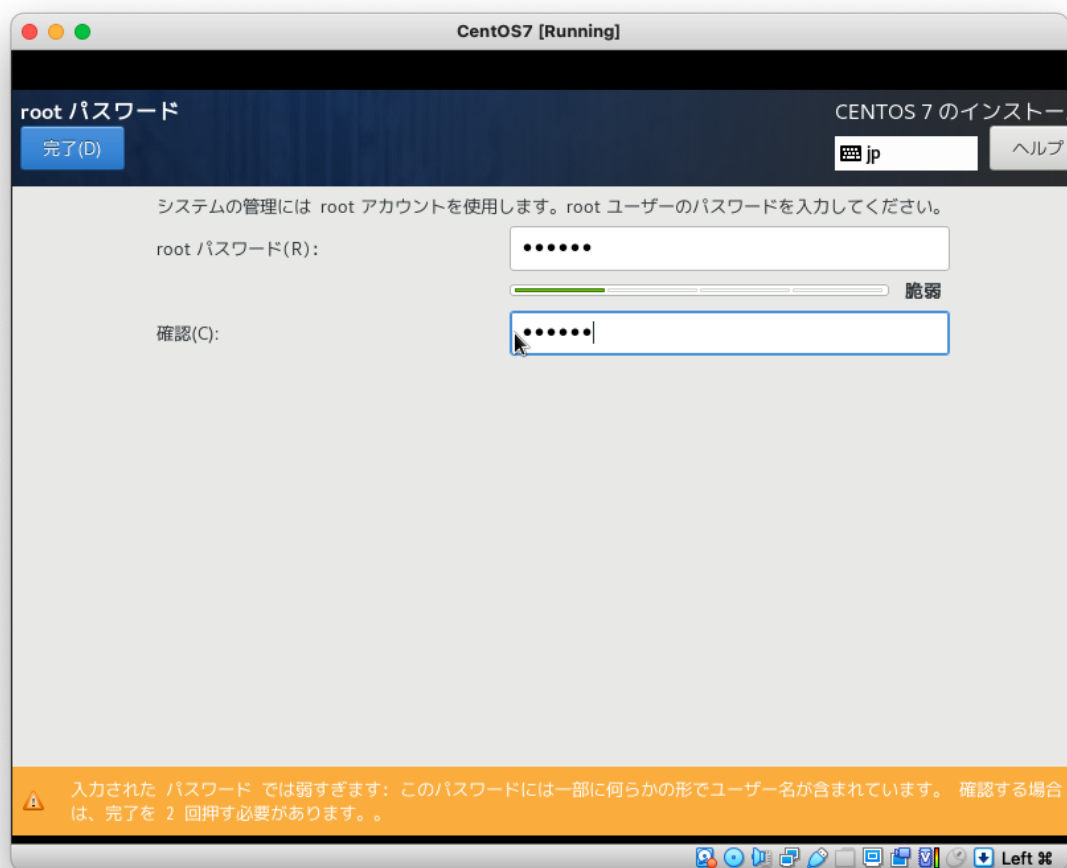 CentOS7 [Running]
root パスワード
CENTOS 7 のインストー
完了(D)
jp
ヘルプ
システムの管理には root アカウントを使用します。root ユーザーのパスワードを入力してください。
root パスワード(R):
••••••
脆弱
確認(C):
••••••
入力された パスワード では弱すぎます: このパスワードには一部に何らかの形でユーザー名が含まれています。 確認する場合
は、完了を 2 回押す必要があります。。
Left ⌘